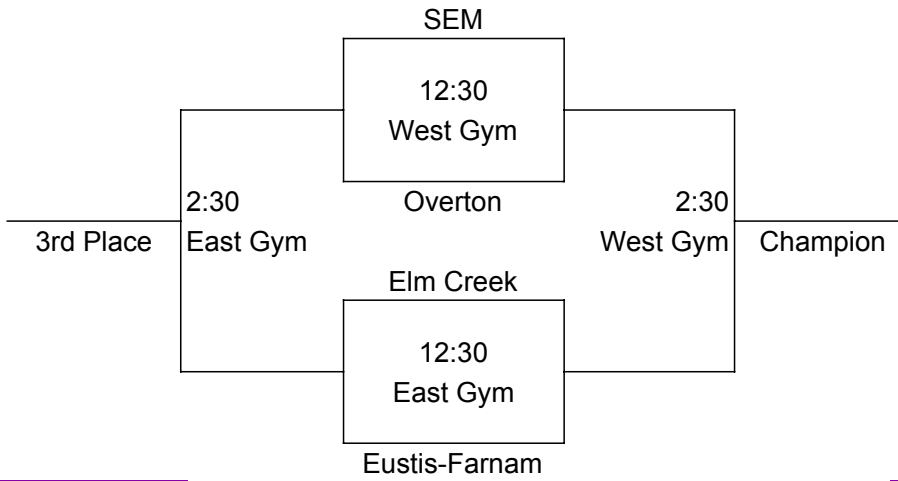 SEM
12:30
West Gym
Overton
2:30
East Gym
3rd Place
2:30
West Gym
Champion
Elm Creek
12:30
East Gym
Eustis-Farnam